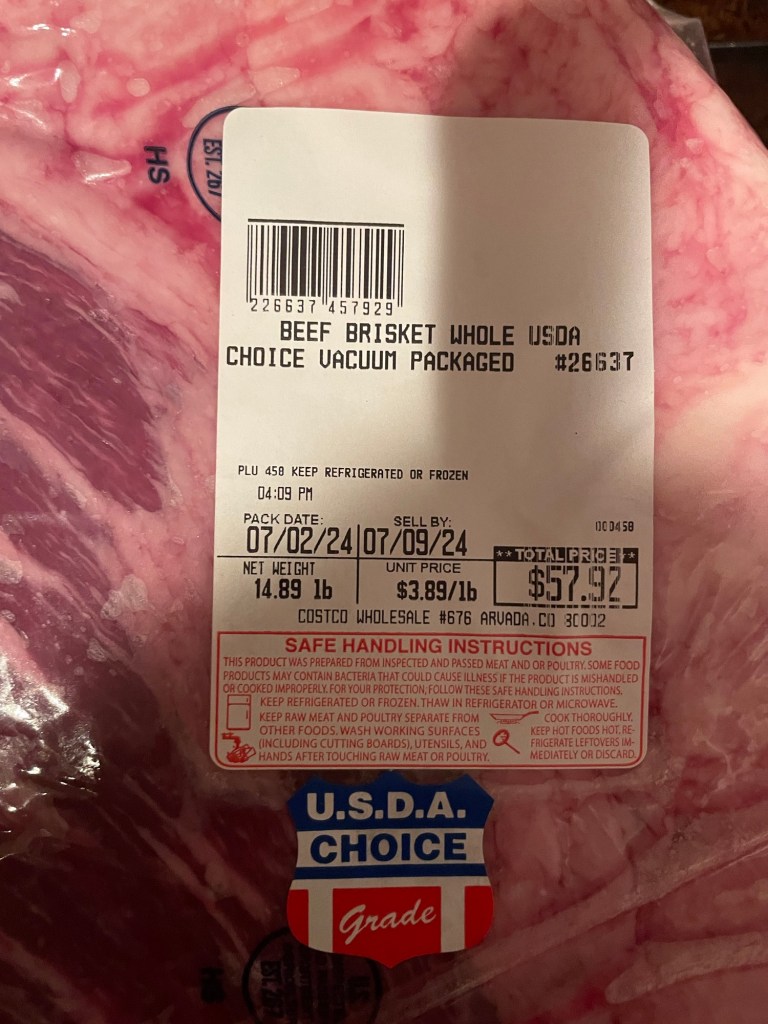 EST. 267
HS
226637 457929
BEEF BRISKET WHOLE USDA
CHOICE VACUUM PACKAGED #26637
PLU 458 KEEP REFRIGERATED OR FROZEN
04:09 PM
PACK DATE: SELL BY:
07/02/24 07/09/24
000458
NET WEIGHT UNIT PRICE **TOTAL PRICE**
14.89 lb $3.89/lb $57.92
COSTCO WHOLESALE #676 ARVADA.CO 80002
SAFE HANDLING INSTRUCTIONS
THIS PRODUCT WAS PREPARED FROM INSPECTED AND PASSED MEAT AND OR POULTRY. SOME FOOD
PRODUCTS MAY CONTAIN BACTERIA THAT COULD CAUSE ILLNESS IF THE PRODUCT IS MISHANDLED
OR COOKED IMPROPERLY. FOR YOUR PROTECTION, FOLLOW THESE SAFE HANDLING INSTRUCTIONS.
KEEP REFRIGERATED OR FROZEN. THAW IN REFRIGERATOR OR MICROWAVE.
KEEP RAW MEAT AND POULTRY SEPARATE FROM
OTHER FOODS. WASH WORKING SURFACES
(INCLUDING CUTTING BOARDS), UTENSILS, AND
HANDS AFTER TOUCHING RAW MEAT OR POULTRY.
COOK THOROUGHLY.
KEEP HOT FOODS HOT. RE-
FRIGERATE LEFTOVERS IM-
MEDIATELY OR DISCARD.
U.S.D.A.
CHOICE
Grade
HS